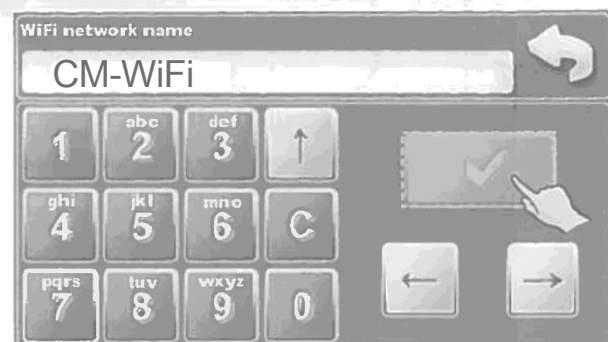 WiFi network name
CM-WiFi
1 abc 2 def 3 ↑
ghi 4 jkl 5 mno 6 C
pqrs 7 tuv 8 wxyz 9 0
← →